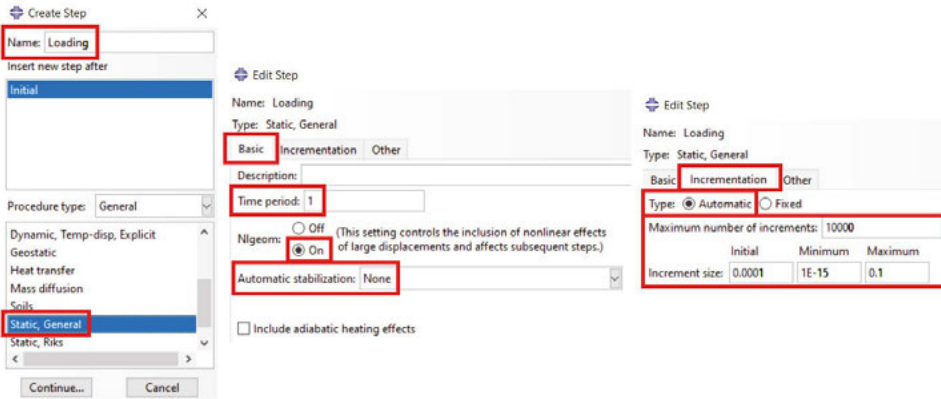 Create Step
Name: Loading
Insert new step after
Initial
Procedure type: General
Dynamic, Temp-disp, Explicit
Geostatic
Heat transfer
Mass diffusion
Soils
Static, General
Static, Riks
Continue... Cancel
Edit Step
Name: Loading
Type: Static, General
Basic Incrementation Other
Description:
Time period: 1
Nlgeom: Off On (This setting controls the inclusion of nonlinear effects
of large displacements and affects subsequent steps.)
Automatic stabilization: None
Include adiabatic heating effects
Edit Step
Name: Loading
Type: Static, General
Basic Incrementation Other
Type: Automatic Fixed
Maximum number of increments: 10000
Initial Minimum Maximum
Increment size: 0.0001 1E-15 0.1